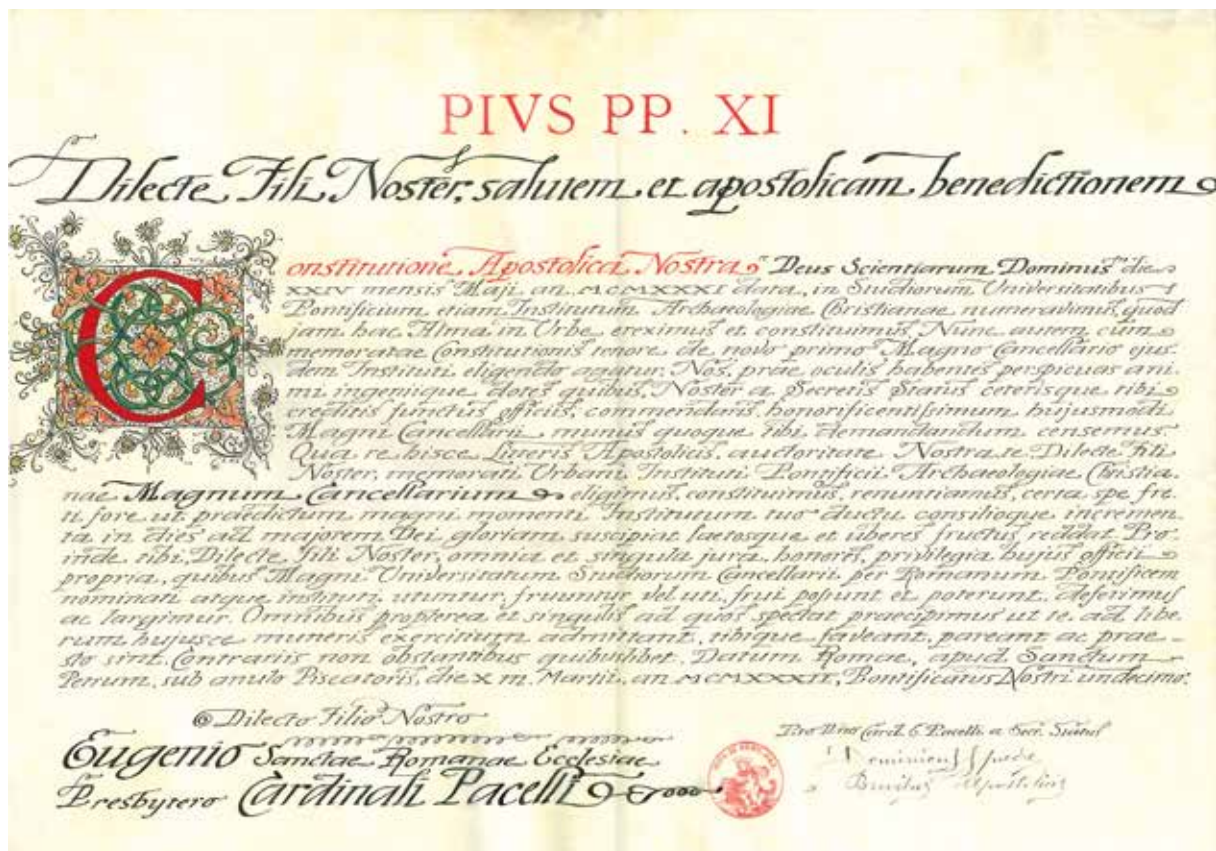 PIVS PP. XI
Dilecte Fili Noster, salutem et apostolicam benedictionem
Constitutione Apostolica Nostra "Deus Scientiarum Dominus" die
XXIV mensis Maji an. MCMXXXI data, in Studiorum Universitatibus
Pontificium etiam Institutum Archaeologiae Christianae numeravimus, quod
jam hac Alma in Urbe ereximus et constituimus. Nunc autem cum
memoratae Constitutionis tenore de novo primo Magno Cancellario ejus-
dem Instituti eligendo agatur, Nos, prae oculis habentes perspicuas ani-
mi ingeniique dotes quibus, Noster a Secretis Status ceterisque tibi
creditis functus officiis, commendaris, honorificentissimum hujusmodi
Magni Cancellarii munus quoque tibi demandandum censemus.
Qua re hisce Litteris Apostolicis, auctoritate Nostra te Dilecte Fili
Noster, memorati Urbani Instituti Pontificii Archaeologiae Christia-
nae Magnum Cancellarium eligimus, constituimus, renuntiamus, certa spe fre-
ti fore ut praedictum magni momenti Institutum tuo ductu consilioque incremen-
ta in dies ad majorem Dei gloriam suscipiat laetosque et uberes fructus reddat. Pro-
inde tibi, Dilecte Fili Noster, omnia et singula jura, honores, privilegia hujus officii
propria, quibus Magni Universitatum Studiorum Cancellarii per Romanum Pontificem
nominati atque instituti, utuntur, fruuntur vel uti, frui possunt et poterunt, deferimus
ac largimur. Omnibus propterea et singulis ad quos spectat praecipimus ut te ad libe-
rum hujusce muneris exercitium admittant, tibique faveant, pareant ac prae-
sto sint. Contrariis non obstantibus quibuslibet. Datum Romae, apud Sanctum
Petrum, sub anulo Piscatoris, die X m. Martii, an. MCMXXXII, Pontificatus Nostri undecimo.
Dilecto Filio Nostro
Eugenio Sanctae Romanae Ecclesiae
Presbytero Cardinali Pacelli
Card. E. Pacelli a Secr. Status